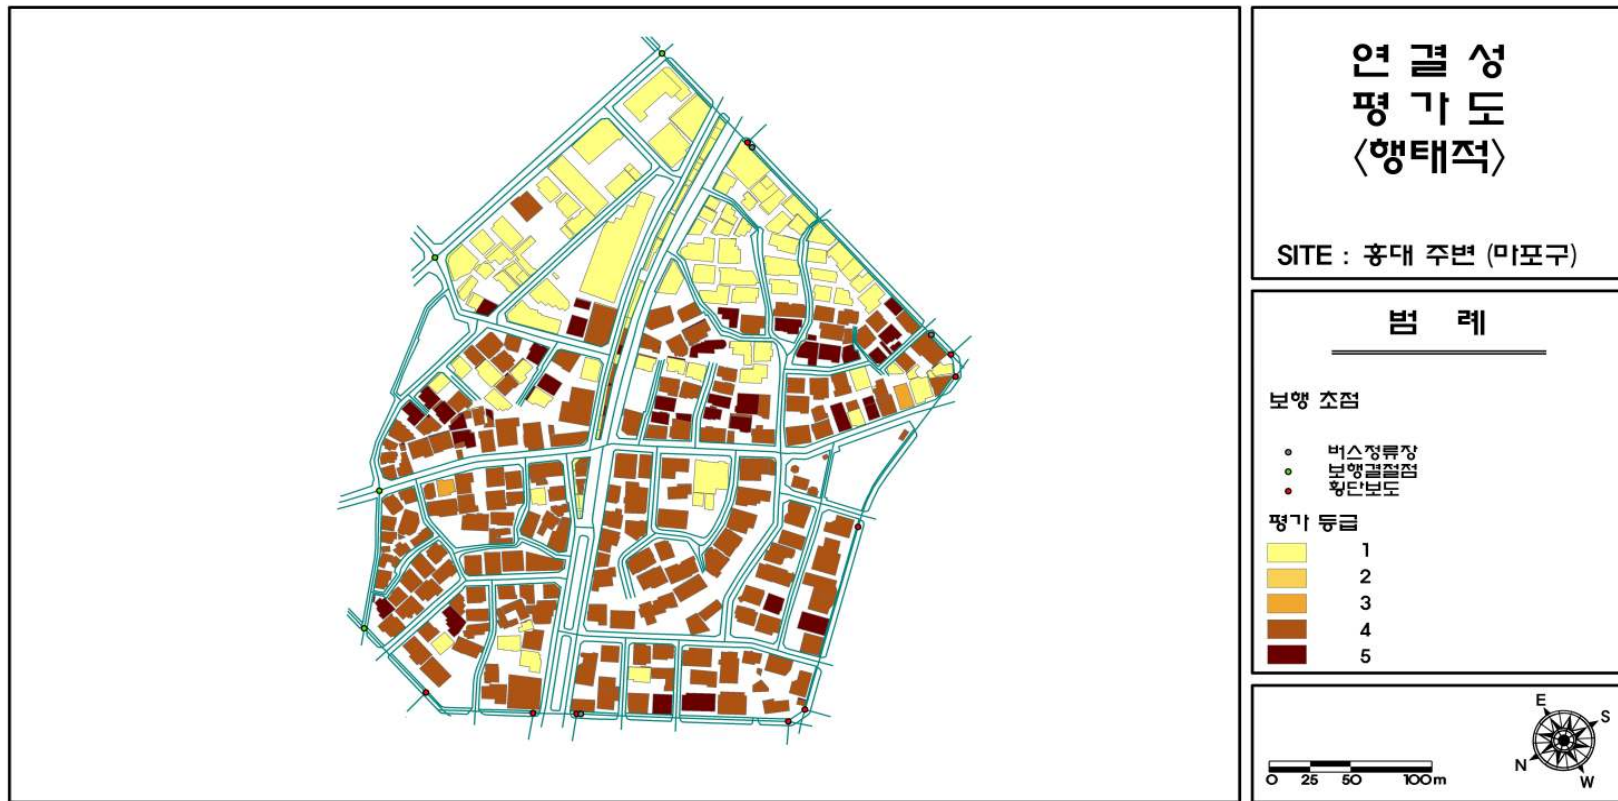 연 결 성
평 가 도
<행태적>
SITE : 홍대 주변 (마포구)
범 례
보행 초점
버스정류장
보행결절점
횡단보도
평가 등급
1
2
3
4
5
0 25 50 100m
E
S
N
W